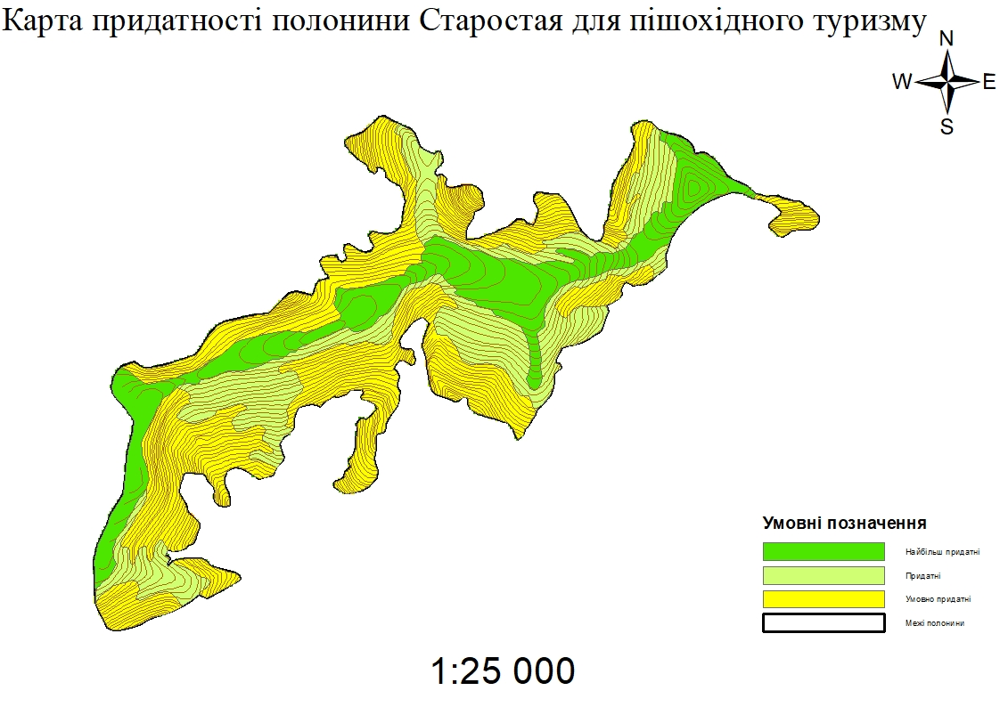 Карта придатності полонини Старостая для пішохідного туризму
N
W E
S
Умовні позначення
Найбільш придатні
Придатні
Умовно придатні
Межі полонини
1:25 000